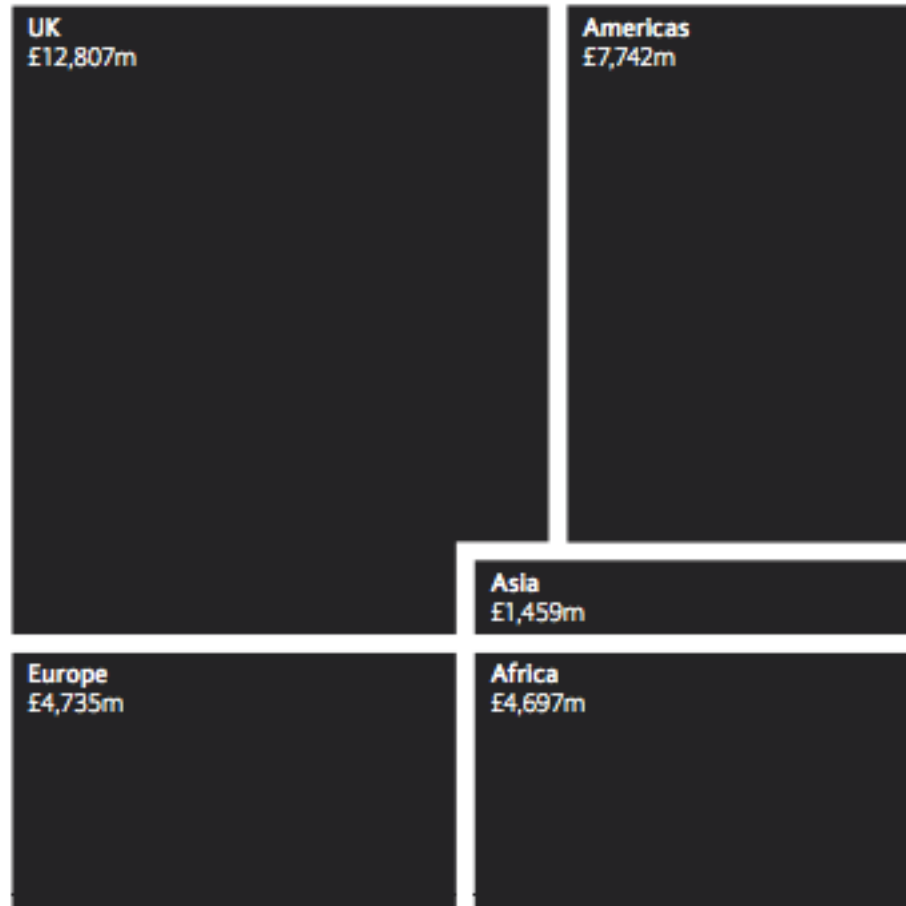 UK
£12,807m
Americas
£7,742m
Asia
£1,459m
Europe
£4,735m
Africa
£4,697m